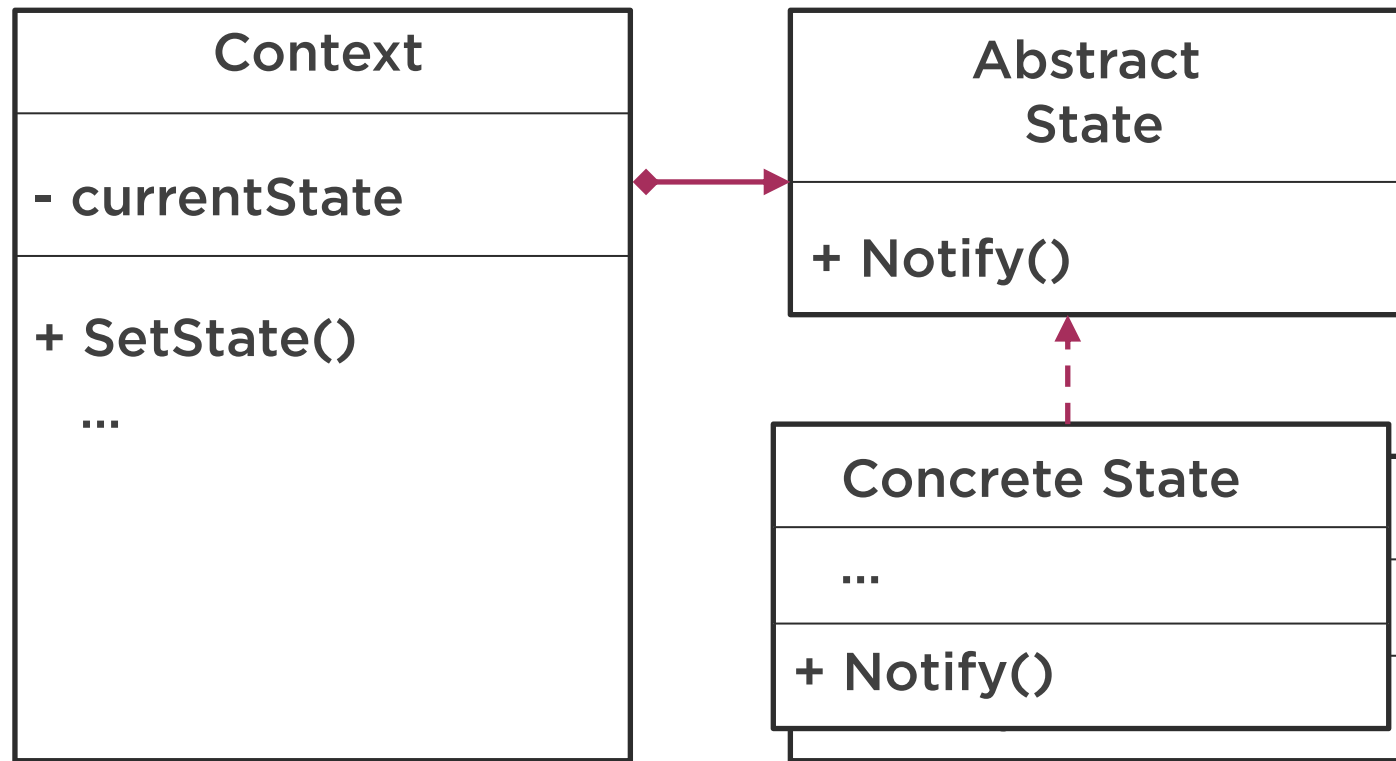 Context
- currentState
+ SetState()
...
Abstract
State
+ Notify()
Concrete State
...
+ Notify()